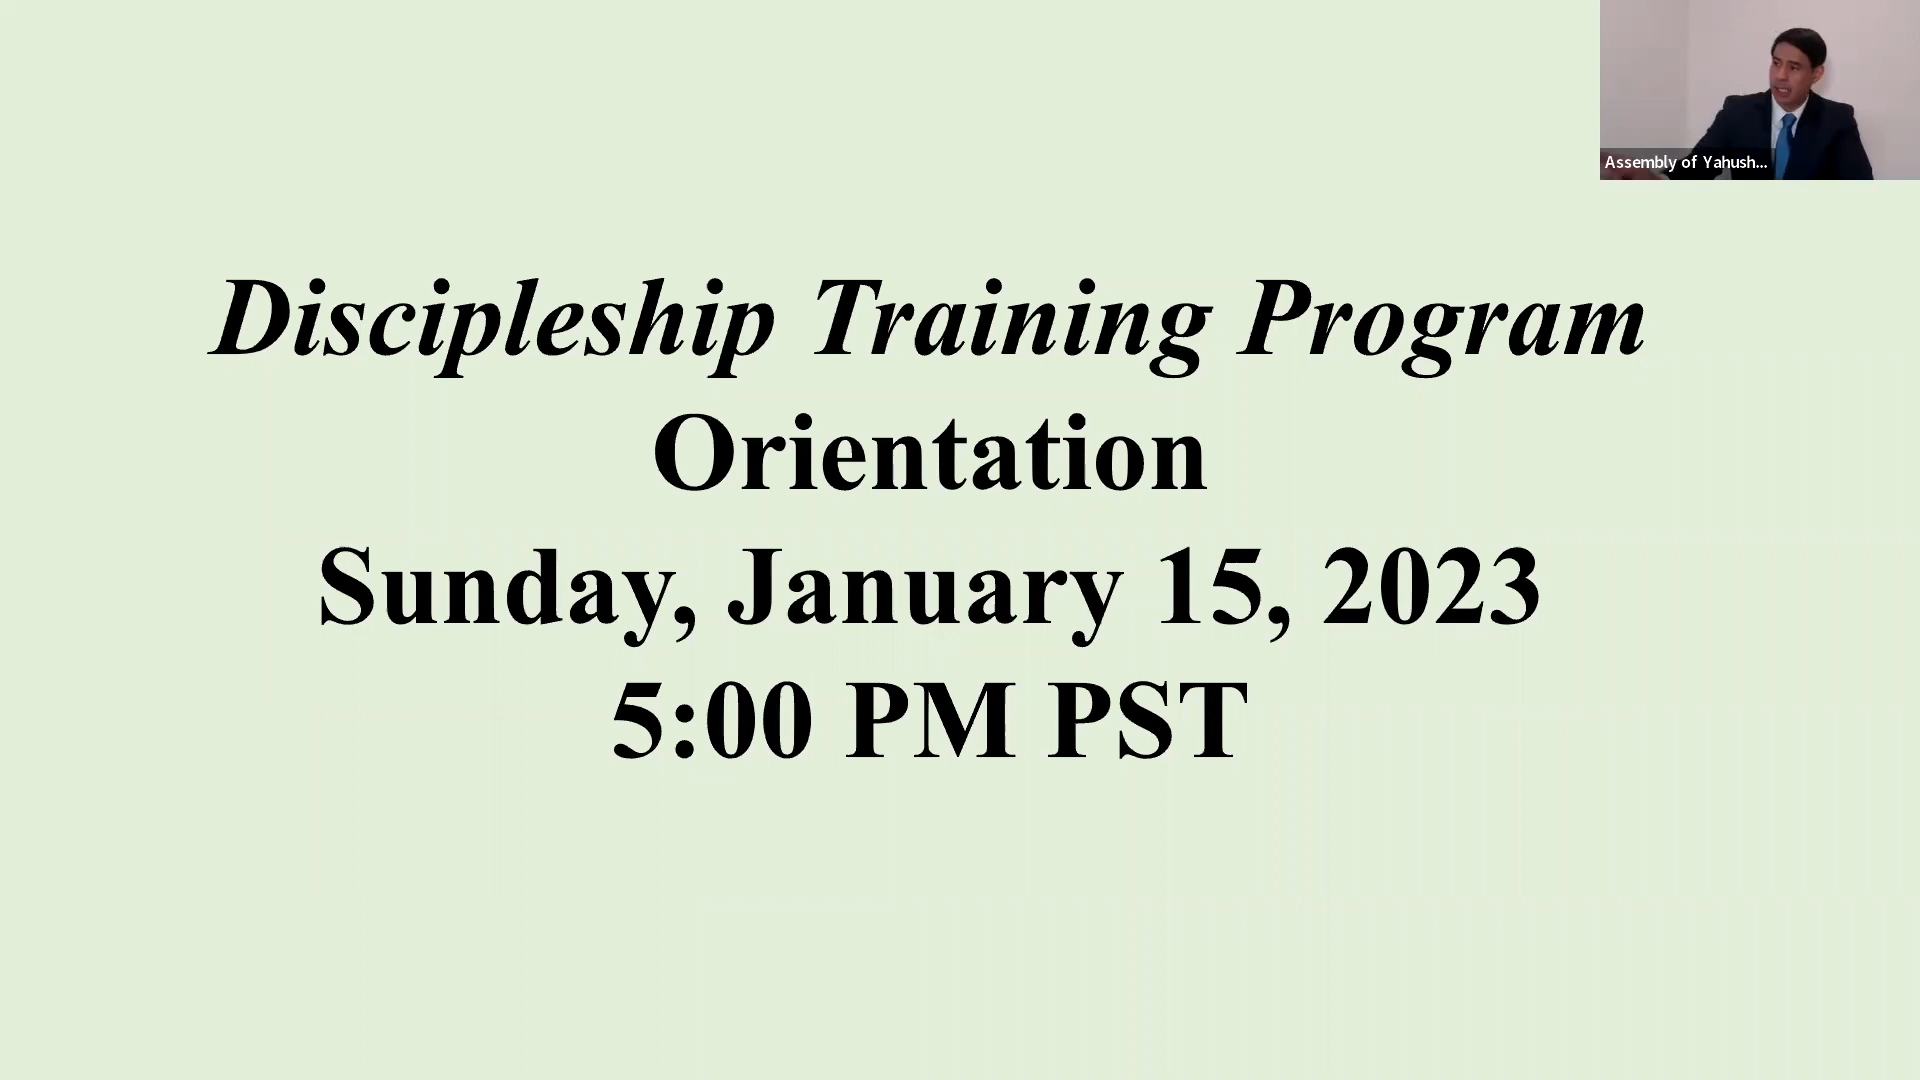 Assembly of Yahush...
Discipleship Training Program
Orientation
Sunday, January 15, 2023
5:00 PM PST